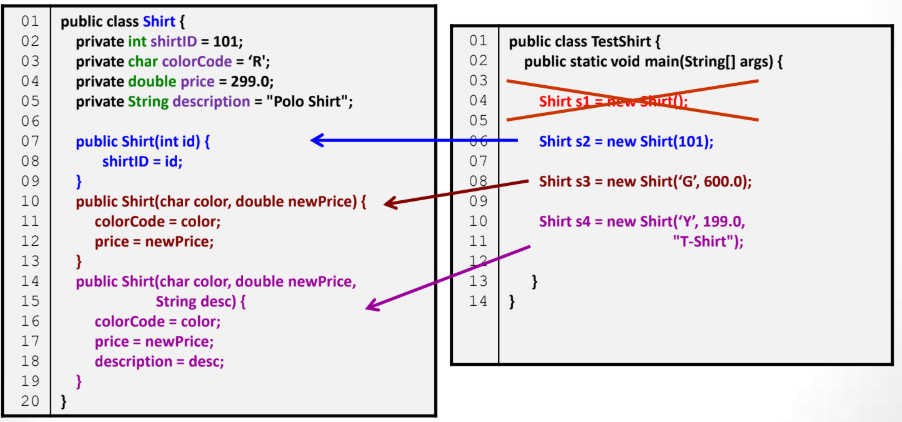 01 public class Shirt {
02 private int shirtID = 101;
03 private char colorCode = ‘R';
04 private double price = 299.0;
05 private String description = "Polo Shirt";
06
07 public Shirt(int id) {
08 shirtID = id;
09 }
10 public Shirt(char color, double newPrice) {
11 colorCode = color;
12 price = newPrice;
13 }
14 public Shirt(char color, double newPrice,
15 String desc) {
16 colorCode = color;
17 price = newPrice;
18 description = desc;
19 }
20 }
01 public class TestShirt {
02 public static void main(String[] args) {
03
04 Shirt s1 = new Shirt();
05
06 Shirt s2 = new Shirt(101);
07
08 Shirt s3 = new Shirt(‘G’, 600.0);
09
10 Shirt s4 = new Shirt(‘Y’, 199.0,
11 "T-Shirt");
12
13 }
14 }